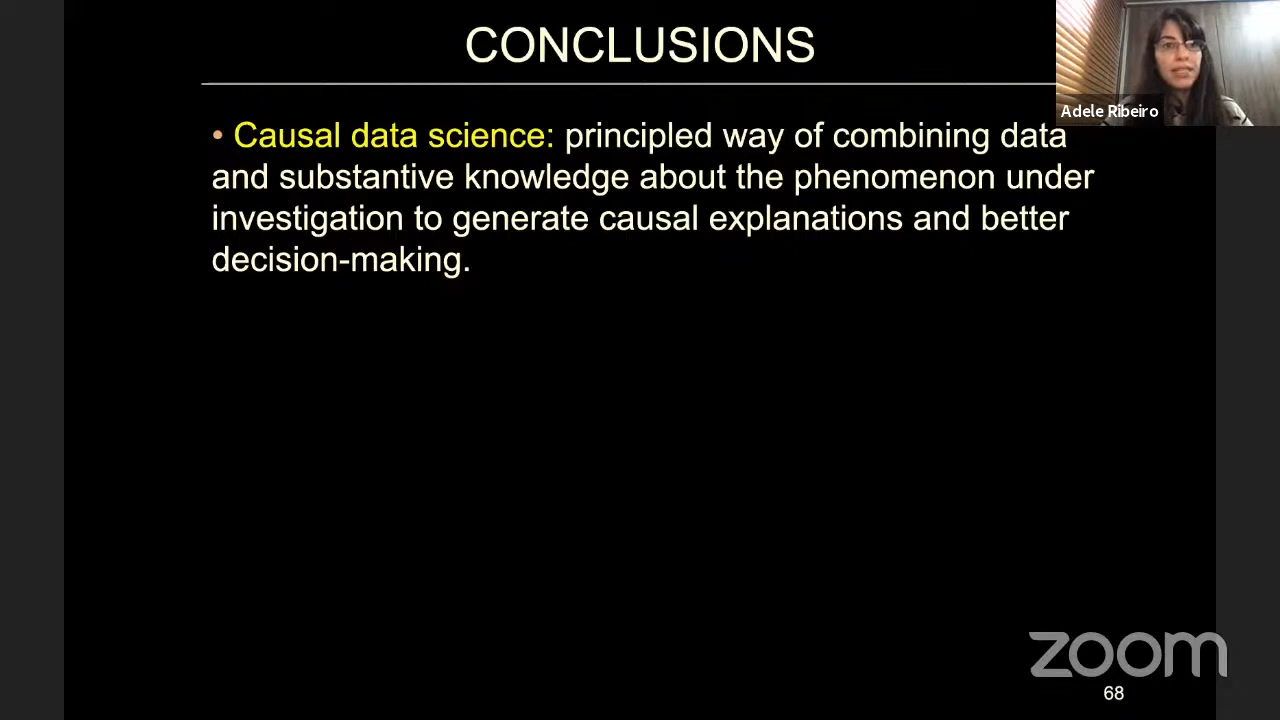 CONCLUSIONS
Adele Ribeiro
• Causal data science: principled way of combining data
and substantive knowledge about the phenomenon under
investigation to generate causal explanations and better
decision-making.
zoom
68